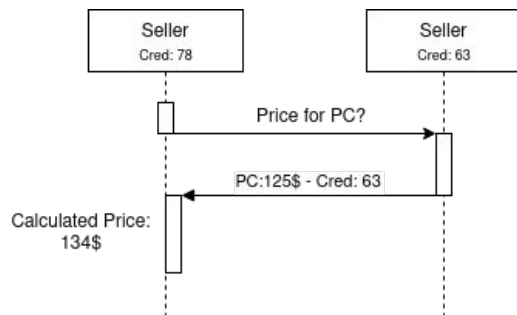 Seller
Cred: 78
Seller
Cred: 63
Price for PC?
PC:125$ - Cred: 63
Calculated Price:
134$